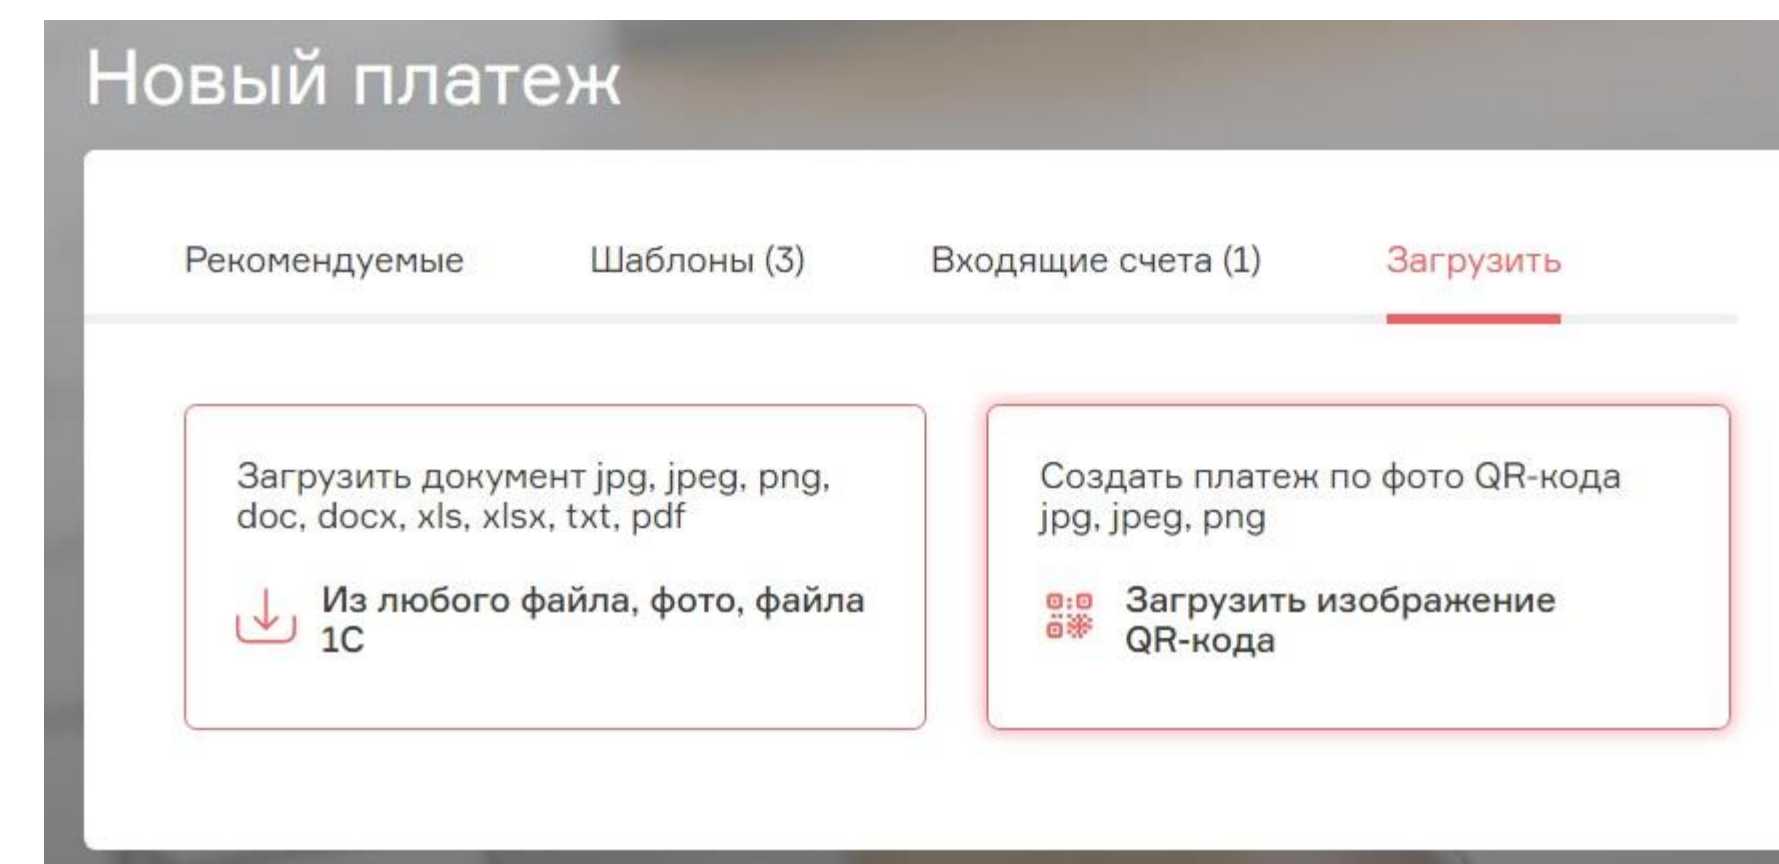 Новый платеж
Рекомендуемые Шаблоны (3) Входящие счета (1) Загрузить
Загрузить документ jpg, jpeg, png,
doc, docx, xls, xlsx, txt, pdf
Из любого файла, фото, файла
1С
Создать платеж по фото QR-кода
jpg, jpeg, png
Загрузить изображение
QR-кода